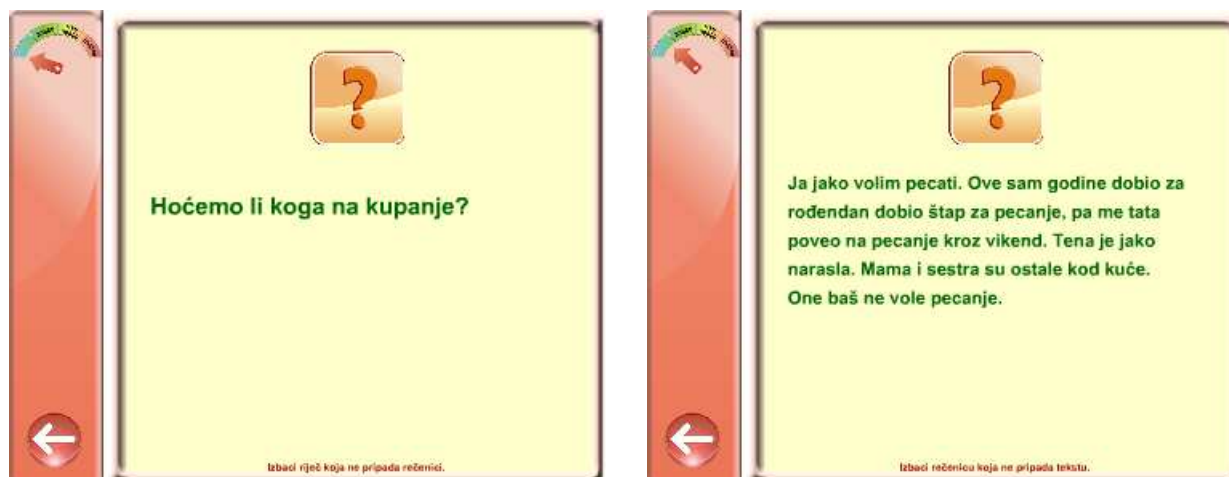 Hoćemo li koga na kupanje?
Izbaci riječ koja ne pripada rečenici.
Ja jako volim pecati. Ove sam godine dobio za
rođendan dobio štap za pecanje, pa me tata
poveo na pecanje kroz vikend. Tena je jako
narasla. Mama i sestra su ostale kod kuće.
One baš ne vole pecanje.
Izbaci rečenicu koja ne pripada tekstu.